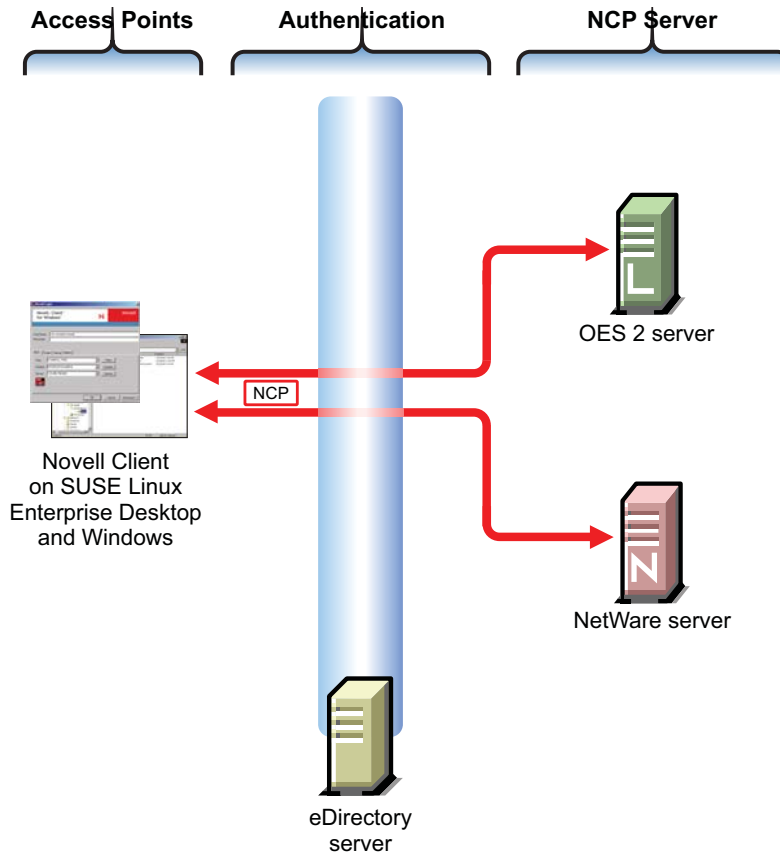 Access Points
Authentication
NCP Server
OES 2 server
NCP
Novell Client
on SUSE Linux
Enterprise Desktop
and Windows
NetWare server
eDirectory
server
L
N